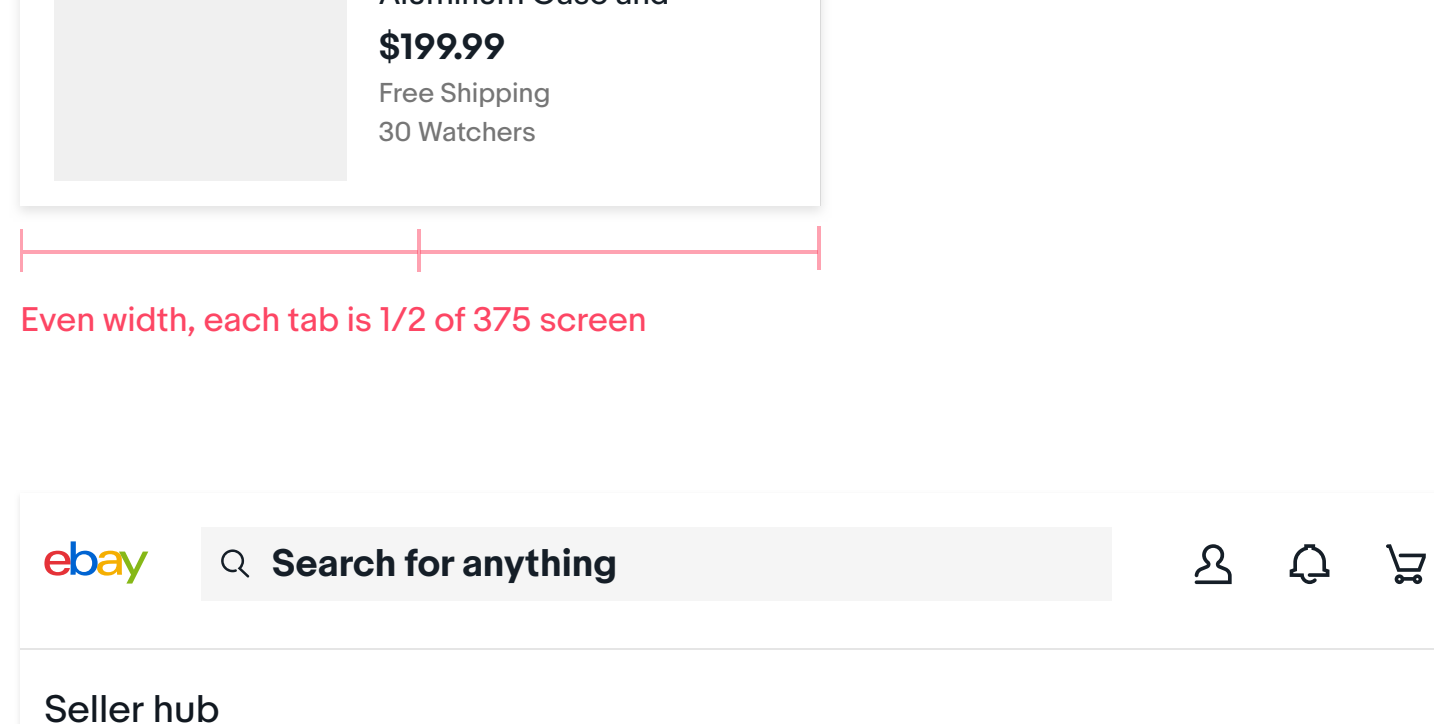 $199.99
Free Shipping
30 Watchers
Even width, each tab is 1/2 of 375 screen
ebay
Search for anything
Seller hub